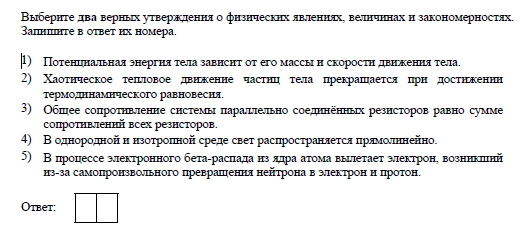 Выберите два верных утверждения о физических явлениях, величинах и закономерностях.
Запишите в ответ их номера.
1) Потенциальная энергия тела зависит от его массы и скорости движения тела.
2) Хаотическое тепловое движение частиц тела прекращается при достижении
термодинамического равновесия.
3) Общее сопротивление системы параллельно соединённых резисторов равно сумме
сопротивлений всех резисторов.
4) В однородной и изотропной среде свет распространяется прямолинейно.
5) В процессе электронного бета-распада из ядра атома вылетает электрон, возникший
из-за самопроизвольного превращения нейтрона в электрон и протон.
Ответ: